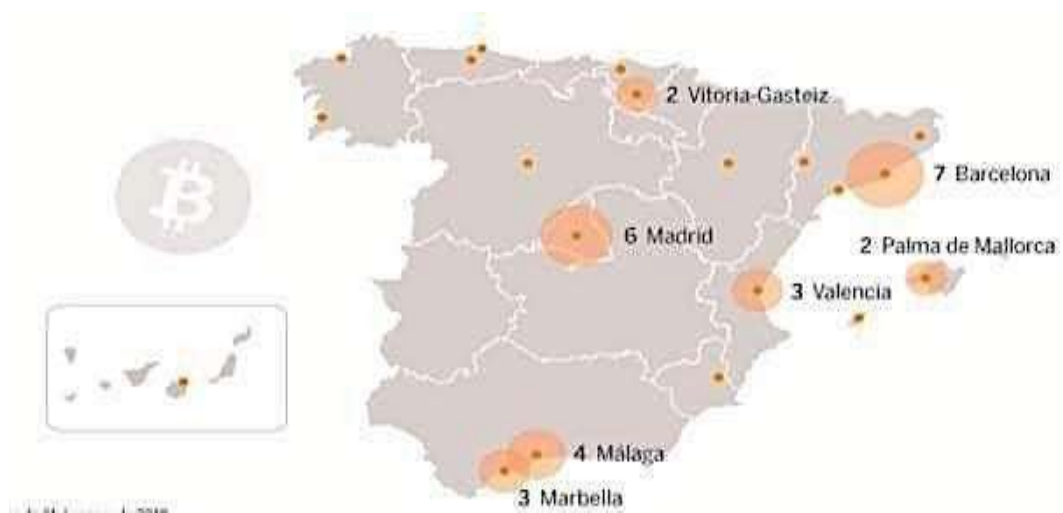 2 Vitoria-Gasteiz
7 Barcelona
6 Madrid
2 Palma de Mallorca
3 Valencia
4 Málaga
3 Marbella